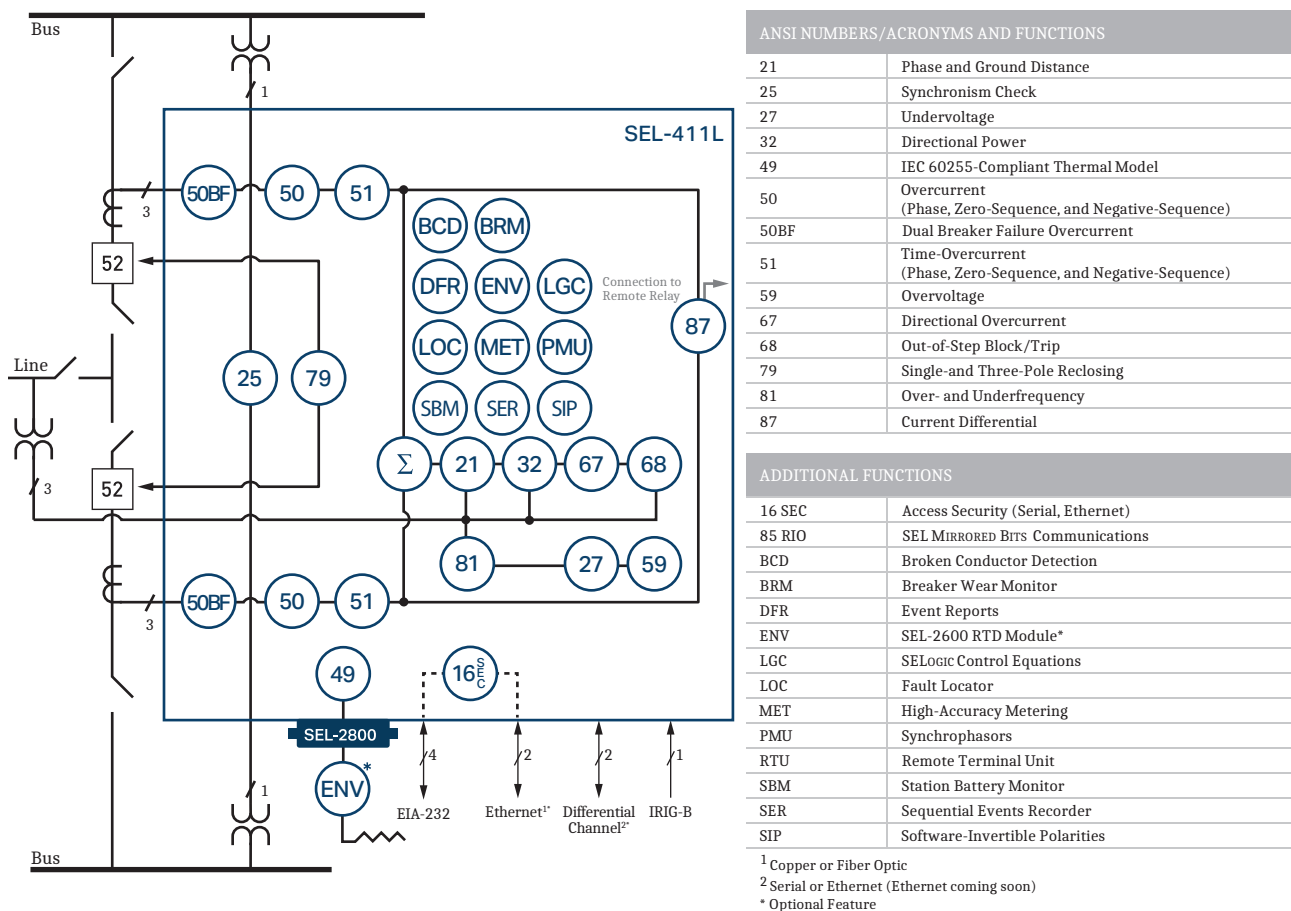 Bus
1
SEL-411L
50BF 50 51
3
BCD BRM
52
DFR ENV LGC
Connection to
Remote Relay
87
LOC MET PMU
Line
25 79
SBM SER SIP
Σ 21 32 67 68
52
3
81 27 59
50BF 50 51
3
49
16 SEC
SEL-2800
4 2 2 1
ENV*
1
EIA-232 Ethernet1* Differential IRIG-B
Channel2*
Bus
ANSI NUMBERS/ACRONYMS AND FUNCTIONS
21 Phase and Ground Distance
25 Synchronism Check
27 Undervoltage
32 Directional Power
49 IEC 60255-Compliant Thermal Model
50 Overcurrent
(Phase, Zero-Sequence, and Negative-Sequence)
50BF Dual Breaker Failure Overcurrent
51 Time-Overcurrent
(Phase, Zero-Sequence, and Negative-Sequence)
59 Overvoltage
67 Directional Overcurrent
68 Out-of-Step Block/Trip
79 Single-and Three-Pole Reclosing
81 Over- and Underfrequency
87 Current Differential
ADDITIONAL FUNCTIONS
16 SEC Access Security (Serial, Ethernet)
85 RIO SEL MIRRORED BITS Communications
BCD Broken Conductor Detection
BRM Breaker Wear Monitor
DFR Event Reports
ENV SEL-2600 RTD Module*
LGC SELOGIC Control Equations
LOC Fault Locator
MET High-Accuracy Metering
PMU Synchrophasors
RTU Remote Terminal Unit
SBM Station Battery Monitor
SER Sequential Events Recorder
SIP Software-Invertible Polarities
1 Copper or Fiber Optic
2 Serial or Ethernet (Ethernet coming soon)
* Optional Feature